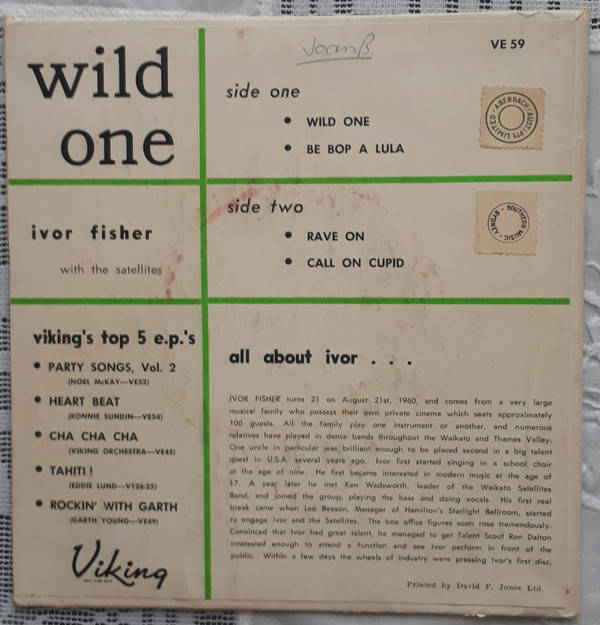 wild
one
Joan B.
VE 59
side one
• WILD ONE
• BE BOP A LULA
ABERBACH (AUST) PTY. LIMITED
ivor fisher
with the satellites
side two
• RAVE ON
• CALL ON CUPID
SOUTHERN MUSIC • SYDNEY •
viking's top 5 e.p.'s
• PARTY SONGS, Vol. 2
(NOEL McKAY—VE52)
• HEART BEAT
(RONNIE SUNDIN—VE54)
• CHA CHA CHA
(VIKING ORCHESTRA—VE45)
• TAHITI !
(EDDIE LUND—V126-25)
• ROCKIN' WITH GARTH
(GARTH YOUNG—VE49)
Viking
all about ivor . . .
IVOR FISHER turns 21 on August 21st, 1960, and comes from a very large
musical family who possess their own private cinema which seats approximately
100 guests. All the family play one instrument or another, and numerous
relatives have played in dance bands throughout the Waikato and Thames Valley.
One uncle in particular was brilliant enough to be placed second in a big talent
quest in U.S.A. several years ago. Ivor first started singing in a school choir
at the age of nine. He first became interested in modern music at the age of
17. A year later he met Ken Wadsworth, leader of the Waikato Satellites
Band, and joined the group, playing the bass and doing vocals. His first real
break came when Leo Beeson, Manager of Hamilton's Starlight Ballroom, started
to engage Ivor and the Satellites. The box office figures soon rose tremendously.
Convinced that Ivor had great talent, he managed to get Talent Scout Ron Dalton
interested enough to attend a function and see Ivor perform in front of the
public. Within a few days the wheels of industry were pressing Ivor's first disc.
Printed by David F. Jones Ltd.